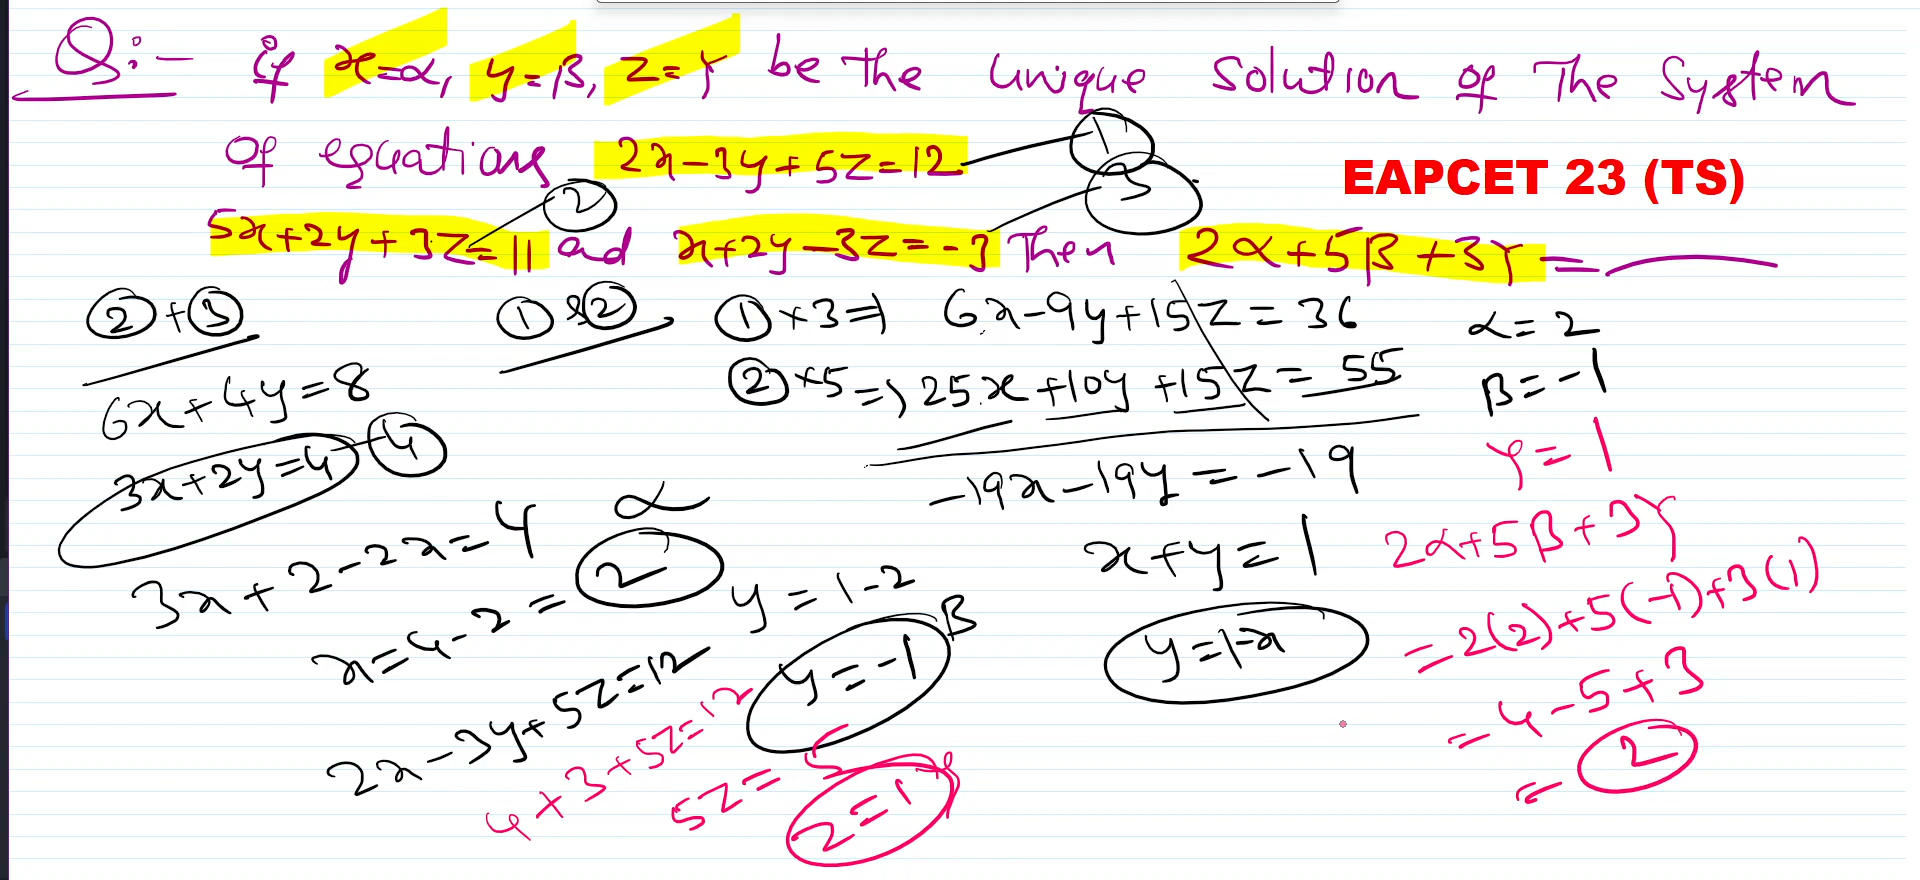 Q:- if x=α, y=β, z=γ be the unique solution of The System
of equations 2x-3y+5z=12 ①
EAPCET 23 (TS)
② ③
5x+2y+3z=11 and x+2y-3z=-3 Then 2α+5β+3γ=
②+③
6x+4y=8
3x+2y=4 ④
3x+2-2x=4
x=4-2=2 α
①&②
①×3⇒ 6x-9y+15z=36
②×5⇒ 25x+10y+15z=55
-19x-19y=-19
x+y=1
y=1-x
y=1-2
y=-1 β
2x-3y+5z=12
4+3+5z=12
5z=5
z=1 γ
α=2
β=-1
γ=1
2α+5β+3γ
=2(2)+5(-1)+3(1)
=4-5+3
=2